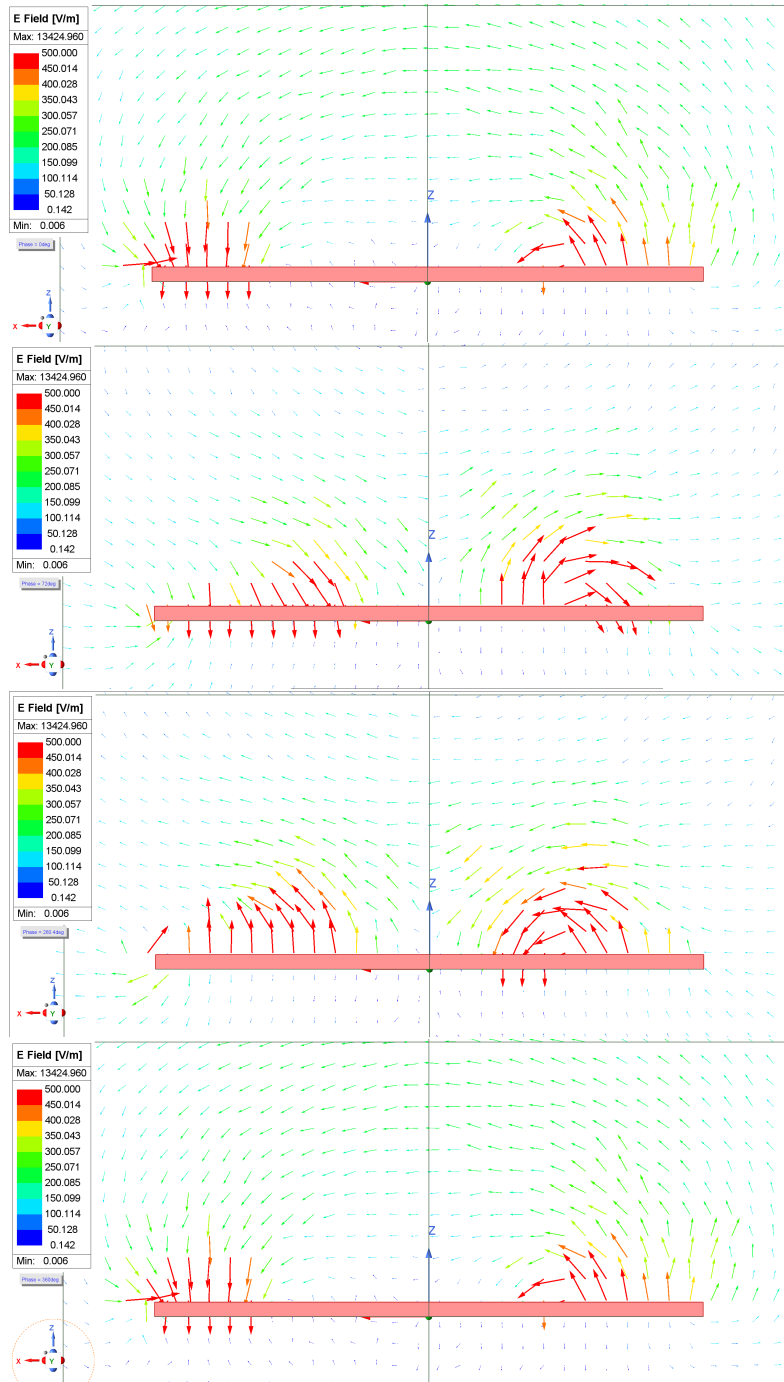 E Field [V/m]
Max: 13424.960
500.000
450.014
400.028
350.043
300.057
250.071
200.085
150.099
100.114
50.128
0.142
Min: 0.006
Phase = 0deg
Z
Z
X
Y
E Field [V/m]
Max: 13424.960
500.000
450.014
400.028
350.043
300.057
250.071
200.085
150.099
100.114
50.128
0.142
Min: 0.006
Phase = 72deg
Z
Z
X
Y
E Field [V/m]
Max: 13424.960
500.000
450.014
400.028
350.043
300.057
250.071
200.085
150.099
100.114
50.128
0.142
Min: 0.006
Z
Z
X
Y
E Field [V/m]
Max: 13424.960
500.000
450.014
400.028
350.043
300.057
250.071
200.085
150.099
100.114
50.128
0.142
Min: 0.006
Phase = 360deg
Z
Z
X
Y